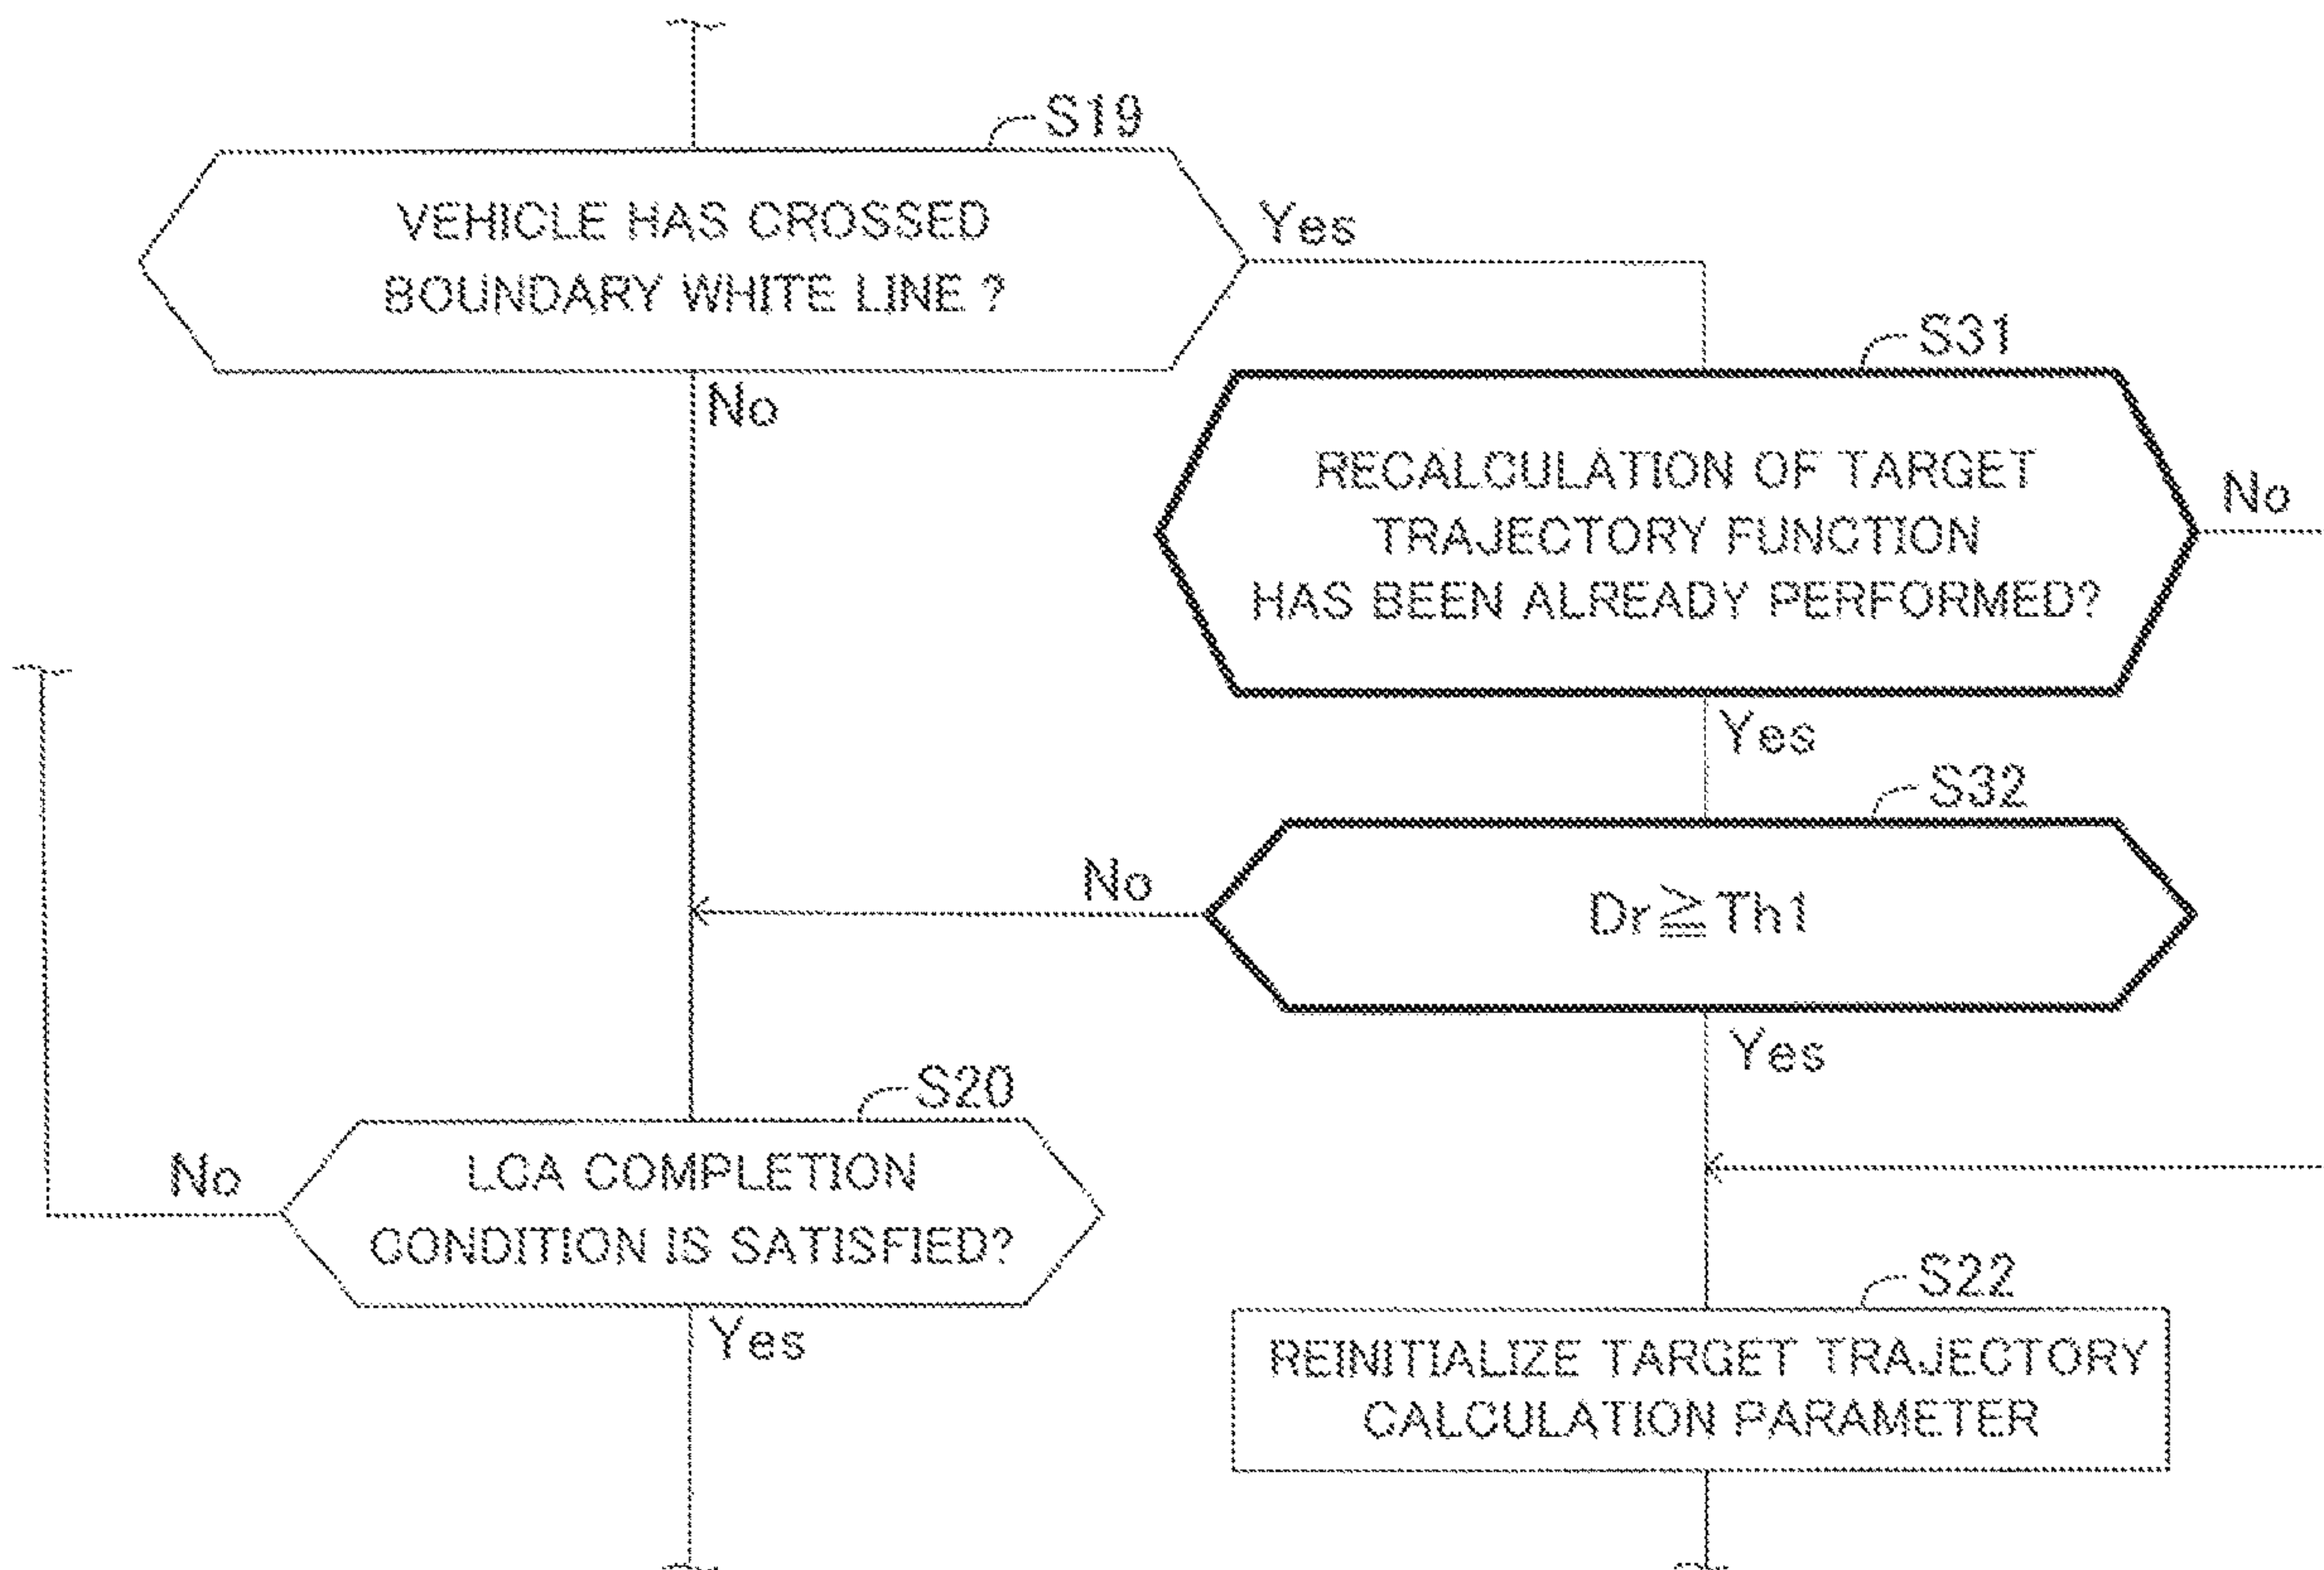 S19
VEHICLE HAS CROSSED
BOUNDARY WHITE LINE ?
Yes
No
S31
RECALCULATION OF TARGET
TRAJECTORY FUNCTION
HAS BEEN ALREADY PERFORMED?
No
Yes
S32
Dr≧Th1
No
Yes
S20
LCA COMPLETION
CONDITION IS SATISFIED?
No
Yes
S22
REINITIALIZE TARGET TRAJECTORY
CALCULATION PARAMETER